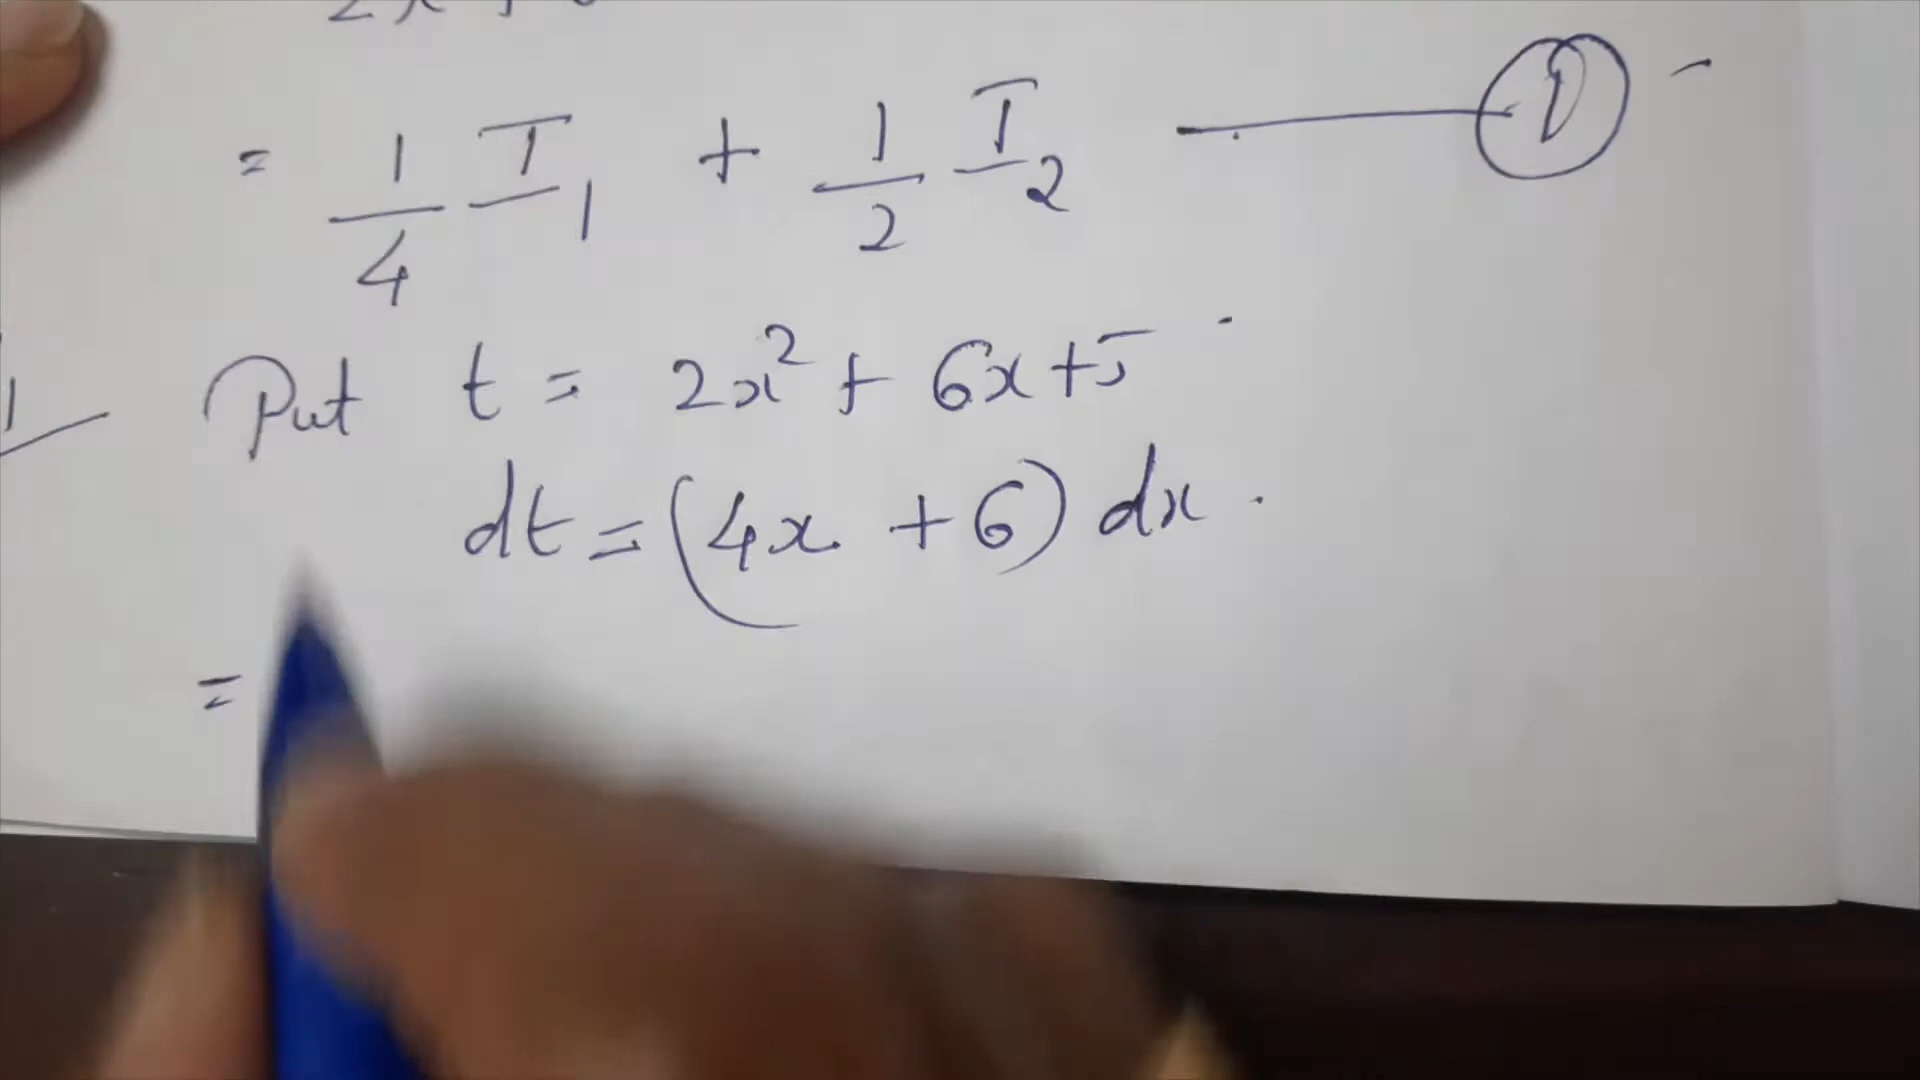 = 1/4 I1 + 1/2 I2 —— 1
Put t = 2x² + 6x+5
dt = (4x + 6) dx .
=